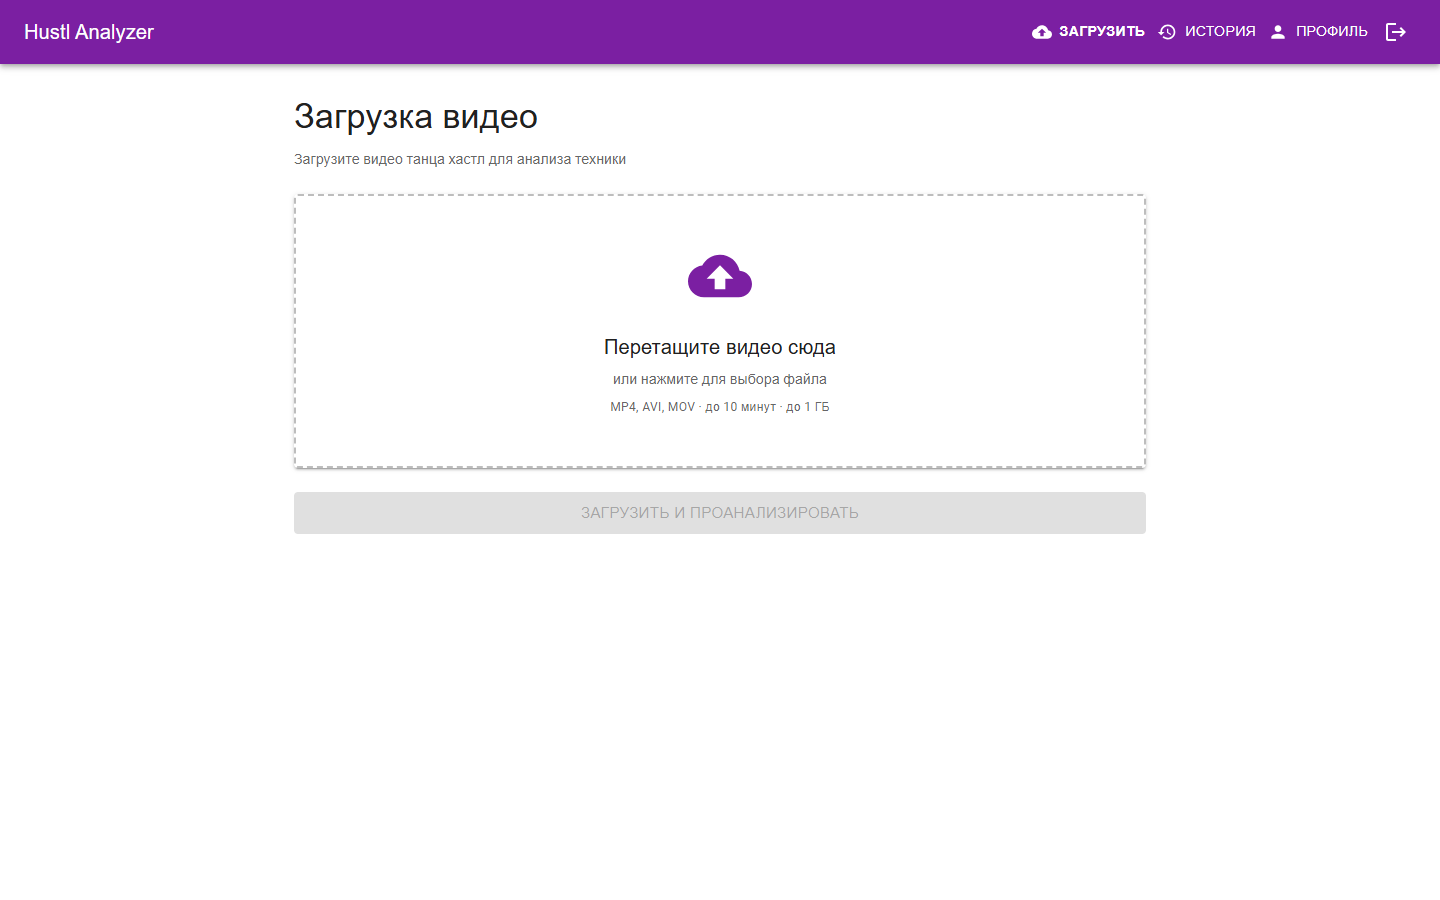 Hustl Analyzer
ЗАГРУЗИТЬ
ИСТОРИЯ
ПРОФИЛЬ
Загрузка видео
Загрузите видео танца хастл для анализа техники
Перетащите видео сюда
или нажмите для выбора файла
MP4, AVI, MOV · до 10 минут · до 1 ГБ
ЗАГРУЗИТЬ И ПРОАНАЛИЗИРОВАТЬ